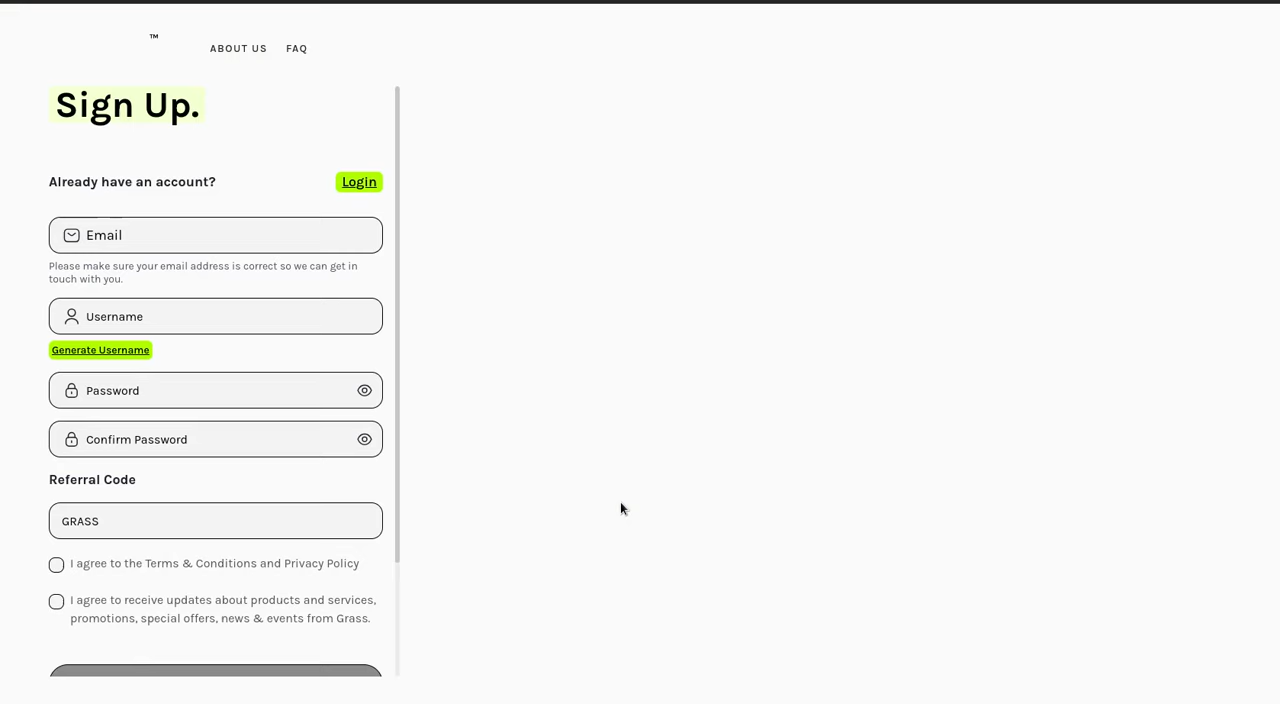 ™
ABOUT US FAQ
Sign Up.
Already have an account? Login
Email
Please make sure your email address is correct so we can get in
touch with you.
Username
Generate Username
Password
Confirm Password
Referral Code
GRASS
I agree to the Terms & Conditions and Privacy Policy
I agree to receive updates about products and services,
promotions, special offers, news & events from Grass.